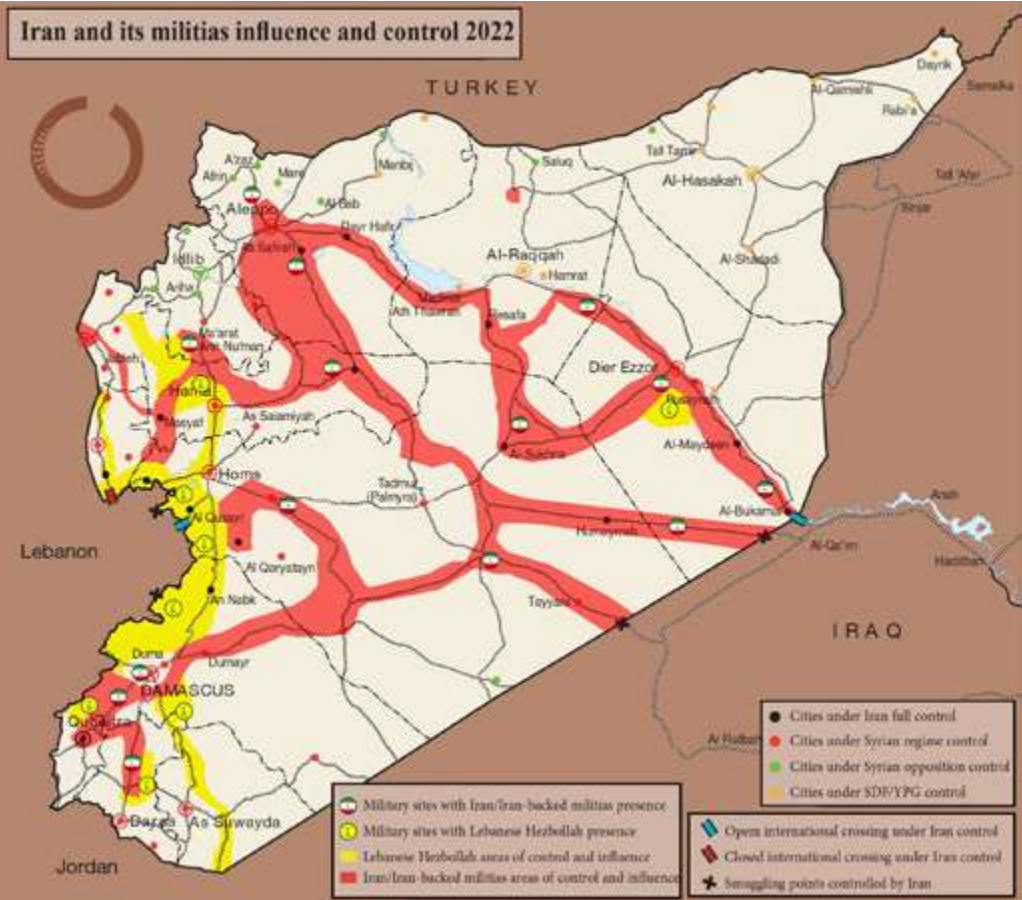 Iran and its militias influence and control 2022
TURKEY
Dayrik
Samalka
Al-Qamishli
Rabi'a
A'zaz
Afrin
Mare
Manbij
Saluq
Tall Tamr
Al-Hasakah
Tall 'Afar
Sinjar
Aleppo
Al Bab
Dayr Hafir
As Safirah
Idlib
Ariha
Al-Raqqah
Hamrat
Al-Shadadi
Ath Thawrah
Resafa
Ma'arat
An Nu'man
Jableh
Dier Ezzor
Hama
Masyaf
As Salamiyah
Al-Sukhna
Al-Mayadeen
Homs
Tadmur
(Palmyra)
Al-Bukamal
Anah
Al Qusayr
Humaymah
Al-Qa'im
Hadithah
Lebanon
Al Qaryatayn
An Nabk
Tayyara
IRAQ
Duma
Dumayr
DAMASCUS
Qunaitra
Ar Rutbah
Daraa
As Suwayda
Jordan
Cities under Iran full control
Cities under Syrian regime control
Cities under Syrian opposition control
Cities under SDF/YPG control
Military sites with Iran/Iran-backed militias presence
Military sites with Lebanese Hezbollah presence
Lebanese Hezbollah areas of control and influence
Iran/Iran-backed militias areas of control and influence
Open international crossing under Iran control
Closed international crossing under Iran control
Smuggling points controlled by Iran